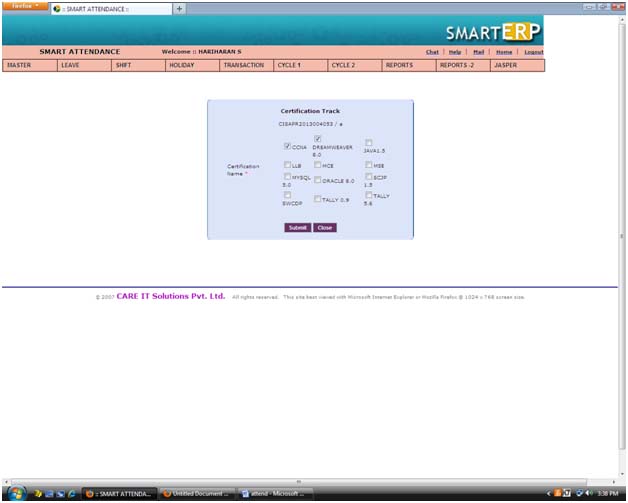 Firefox
:: SMART ATTENDANCE ::
SMARTERP
SMART ATTENDANCE Welcome :: HARIHARAN S Chat | Help | Mail | Home | Logout
MASTER LEAVE SHIFT HOLIDAY TRANSACTION CYCLE 1 CYCLE 2 REPORTS REPORTS -2 JASPER
Certification Track
CISAPR2013004053 / a
Certification Name *
CCNA DREAMWEAVER 8.0 JAVA1.5
LLB MCE MSE
MYSQL 5.0 ORACLE 8.0 SCJP 1.5
SWCDP TALLY 0.9 TALLY 5.6
Submit Close
© 2007 CARE IT Solutions Pvt. Ltd. All rights reserved. This site best viewed with Microsoft Internet Explorer or Mozilla Firefox @ 1024 x 768 screen size.
:: SMART ATTENDA... Untitled Document ... attend - Microsoft ... 3:38 PM